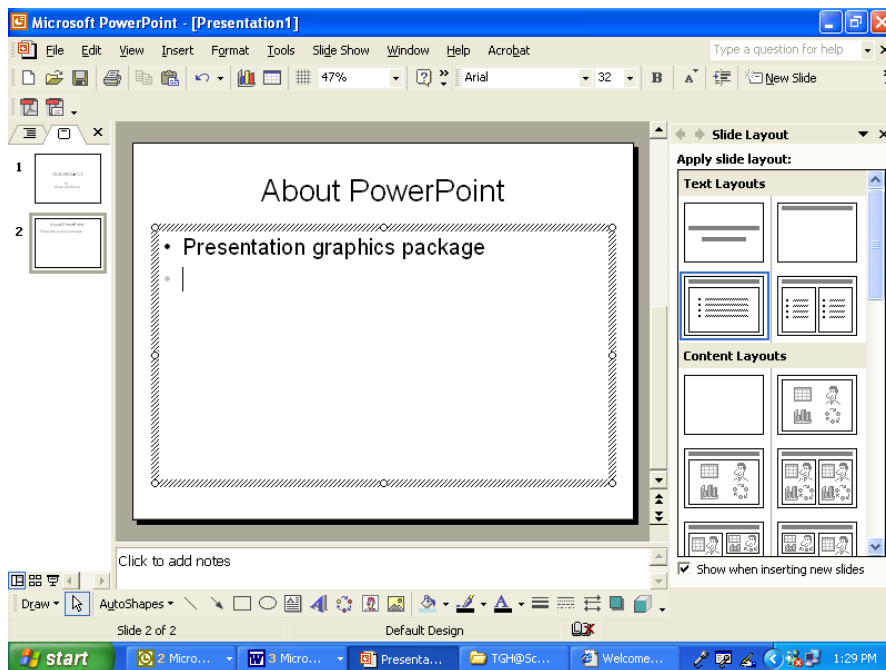 Microsoft PowerPoint - [Presentation1]
File Edit View Insert Format Tools Slide Show Window Help Acrobat Type a question for help
47% Arial 32 B A New Slide
Slide Layout
Apply slide layout:
Text Layouts
1
2
About PowerPoint
• Presentation graphics package
•
Content Layouts
Click to add notes
Show when inserting new slides
Draw AutoShapes A
Slide 2 of 2 Default Design
start 2 Micro... 3 Micro... Presenta... TGH@Sc... Welcome... 1:29 PM